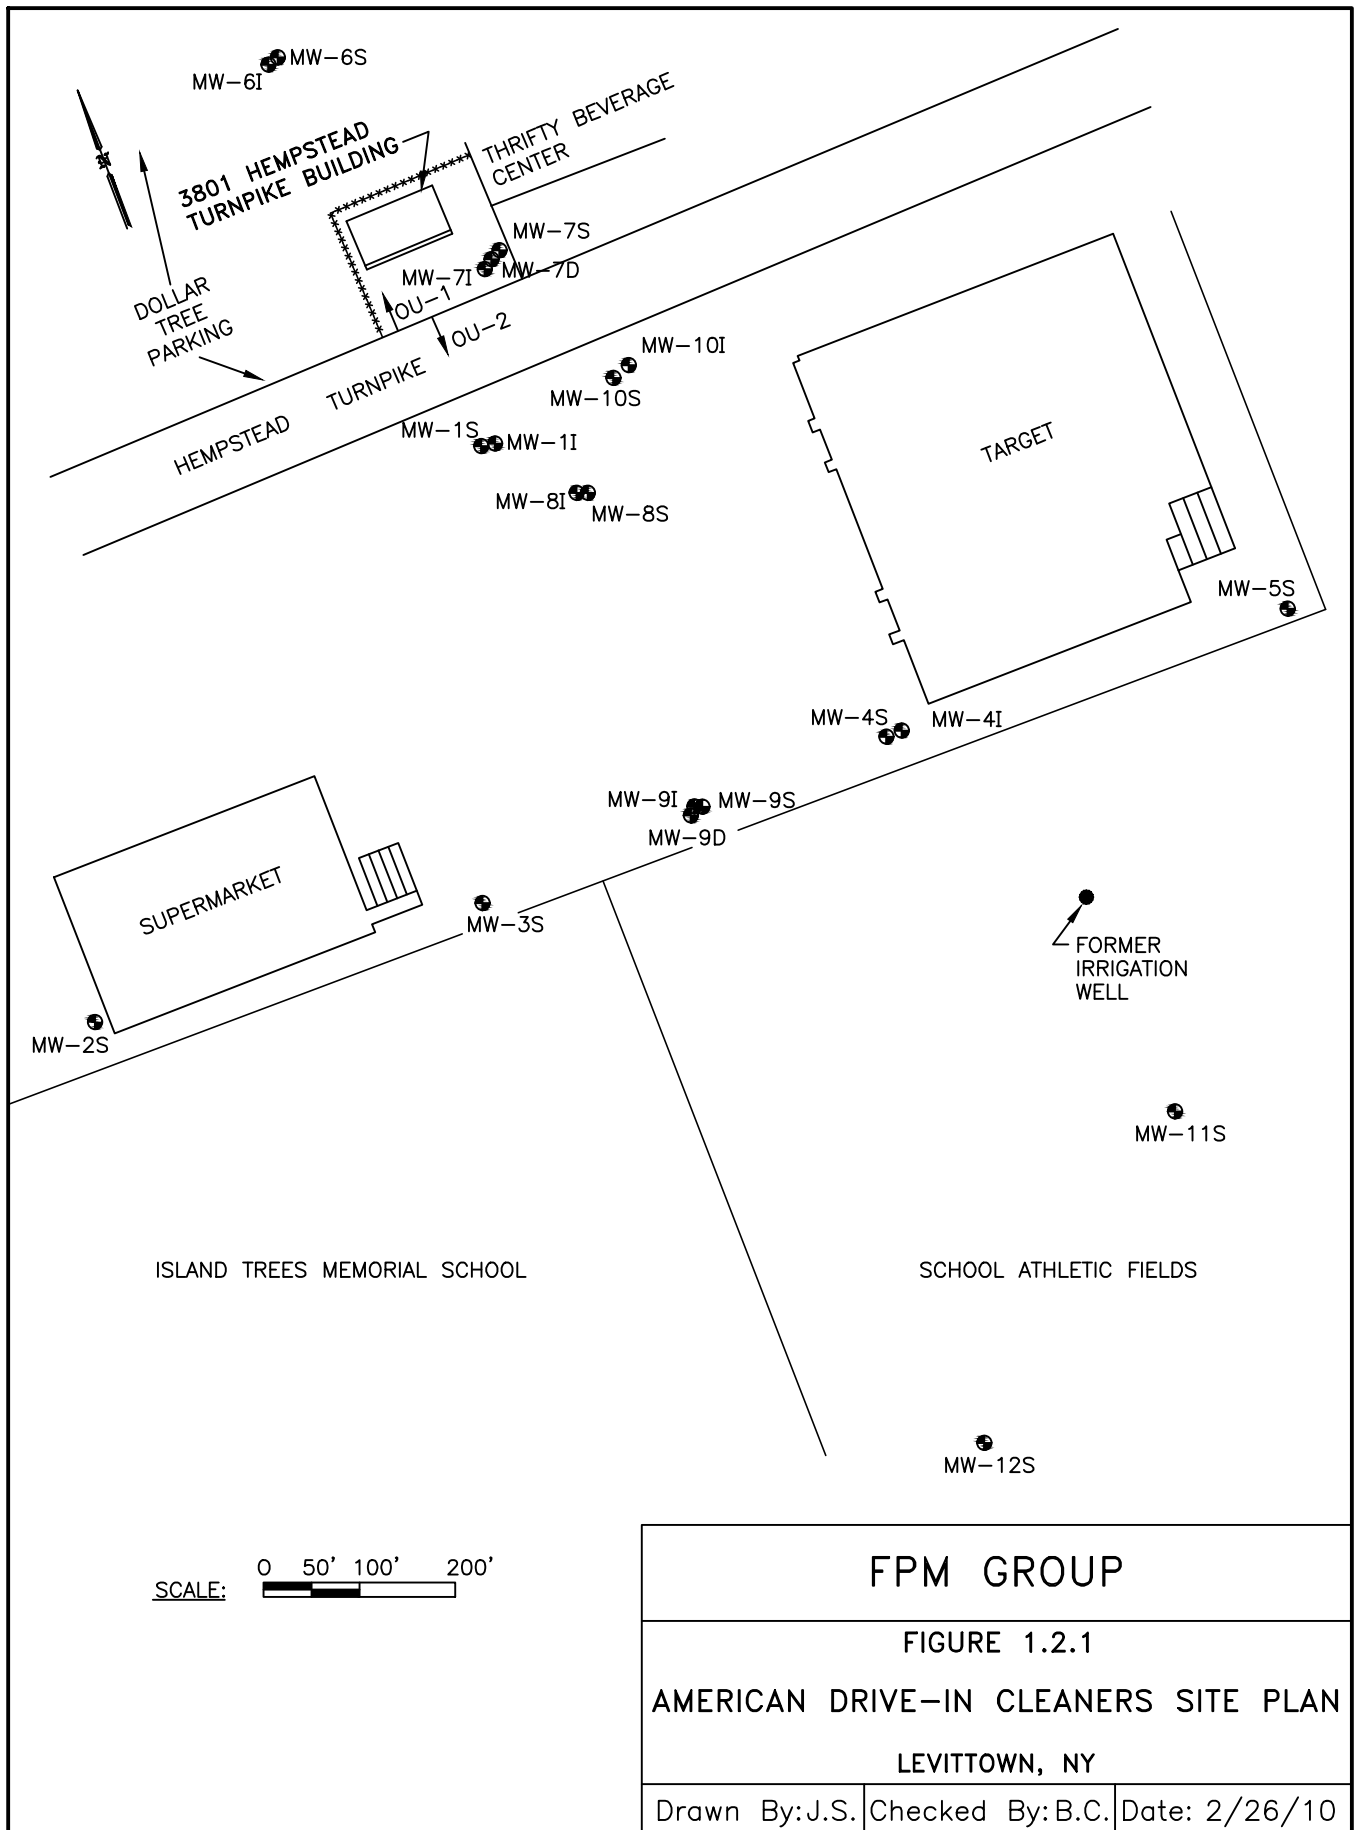 MW-6S
MW-6I
N
3801 HEMPSTEAD
TURNPIKE BUILDING
THRIFTY BEVERAGE
CENTER
MW-7S
MW-7I
MW-7D
DOLLAR
TREE
PARKING
OU-1
OU-2
HEMPSTEAD TURNPIKE
MW-10I
MW-10S
MW-1S
MW-1I
MW-8I
MW-8S
TARGET
MW-5S
MW-4S
MW-4I
MW-9I
MW-9S
MW-9D
SUPERMARKET
MW-3S
FORMER
IRRIGATION
WELL
MW-2S
MW-11S
ISLAND TREES MEMORIAL SCHOOL
SCHOOL ATHLETIC FIELDS
MW-12S
SCALE:
0 50' 100' 200'
FPM GROUP
FIGURE 1.2.1
AMERICAN DRIVE-IN CLEANERS SITE PLAN
LEVITTOWN, NY
Drawn By:J.S. Checked By:B.C. Date: 2/26/10